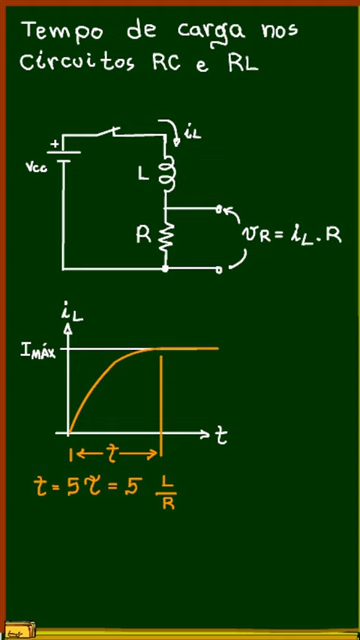 Tempo de carga nos
Circuitos RC e RL
iL
+
Vcc
L
R
VR = iL . R
iL
IMÁX
t
t
t = 5τ = 5 L/R